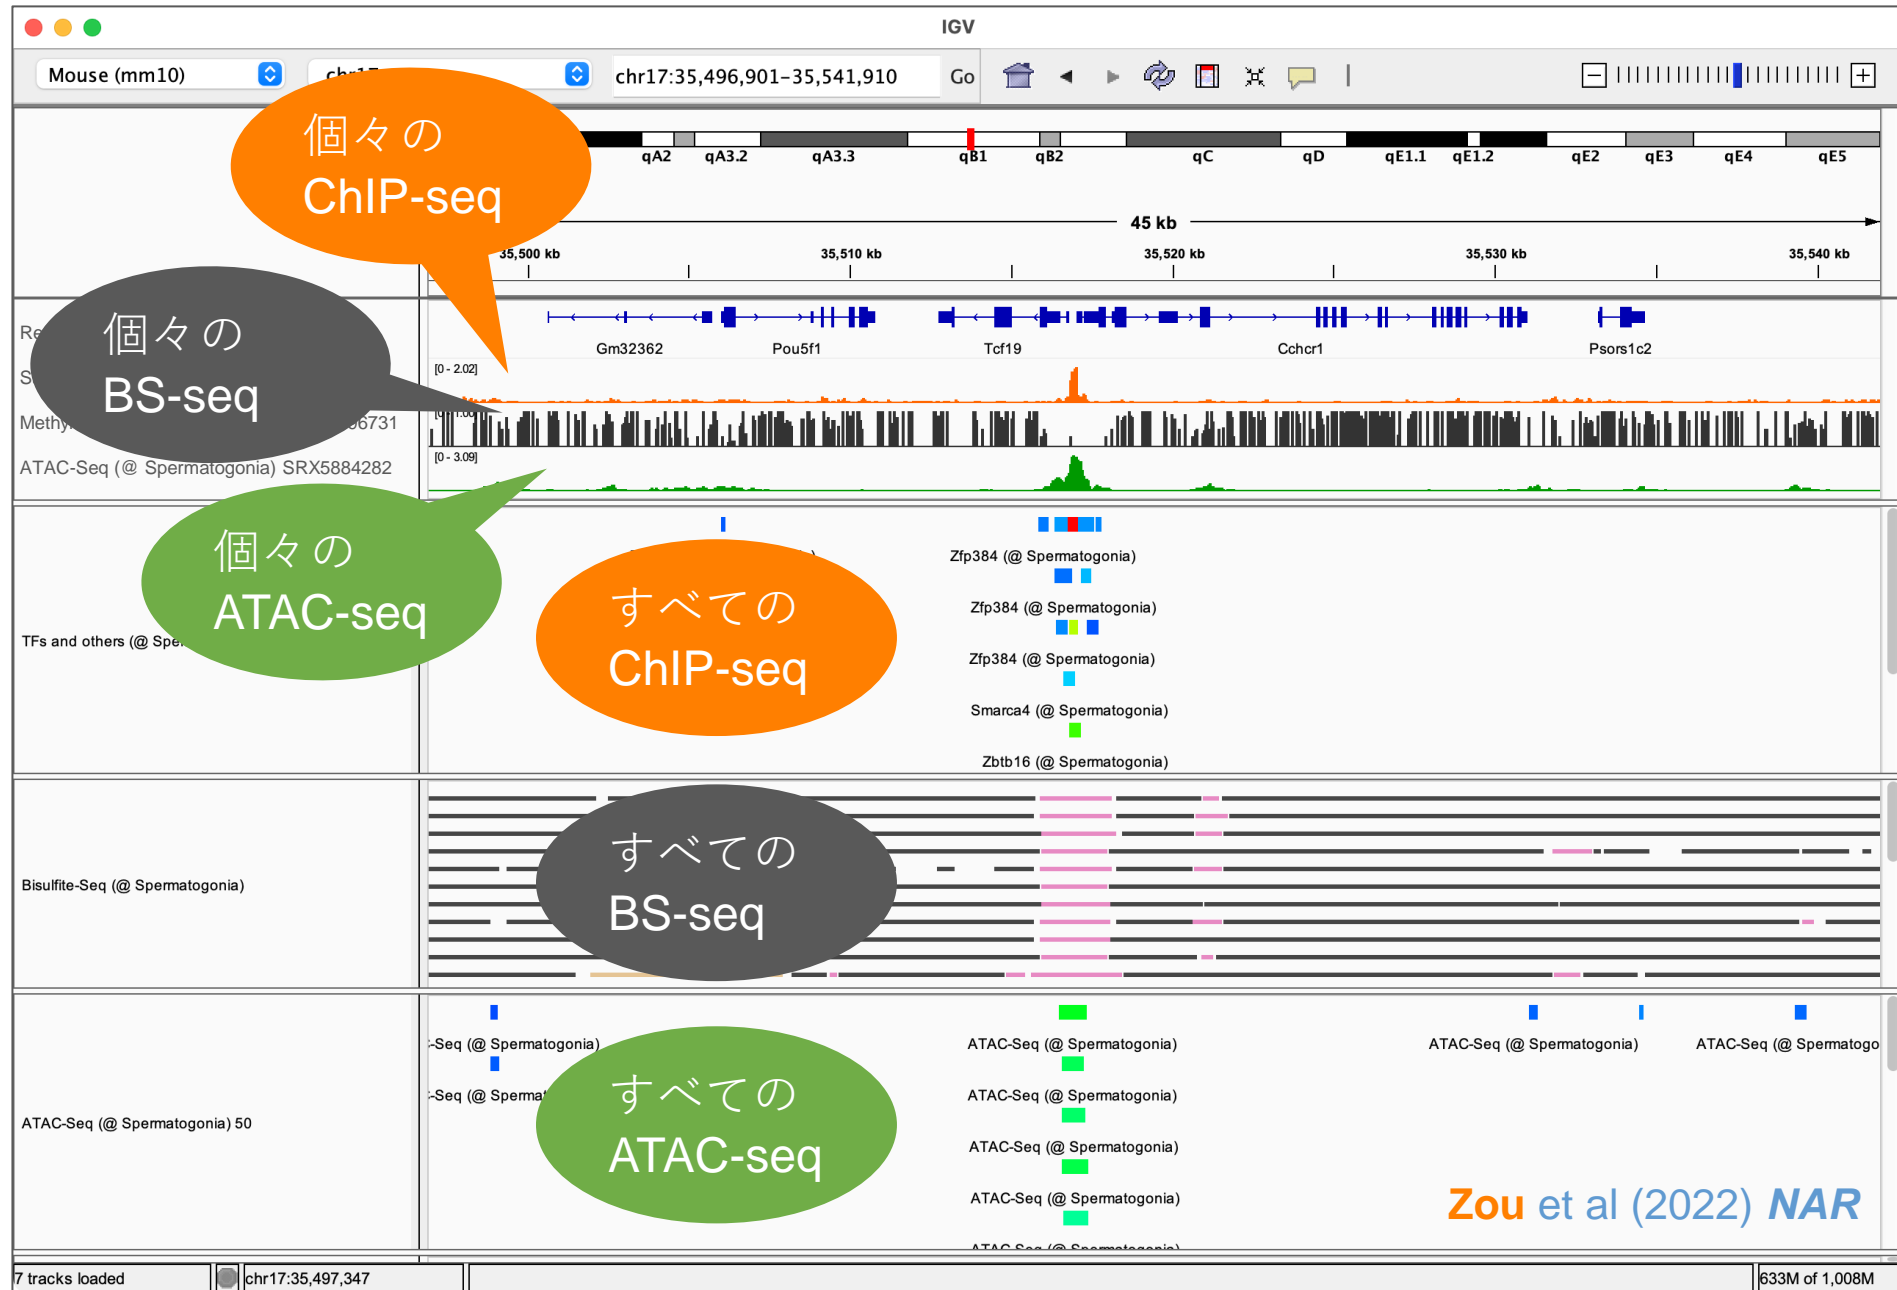 IGV
Mouse (mm10)
chr17:35,496,901-35,541,910 Go
個々の
ChIP-seq
qA2 qA3.2 qA3.3 qB1 qB2 qC qD qE1.1 qE1.2 qE2 qE3 qE4 qE5
45 kb
35,500 kb 35,510 kb 35,520 kb 35,530 kb 35,540 kb
個々の
BS-seq
Gm32362 Pou5f1 Tcf19 Cchcr1 Psors1c2
[0 - 2.02]
ATAC-Seq (@ Spermatogonia) SRX5884282
[0 - 3.09]
個々の
ATAC-seq
Zfp384 (@ Spermatogonia)
Zfp384 (@ Spermatogonia)
Zfp384 (@ Spermatogonia)
Smarca4 (@ Spermatogonia)
Zbtb16 (@ Spermatogonia)
TFs and others (@
すべての
ChIP-seq
Bisulfite-Seq (@ Spermatogonia)
すべての
BS-seq
-Seq (@ Spermatogonia) ATAC-Seq (@ Spermatogonia) ATAC-Seq (@ Spermatogonia) ATAC-Seq (@ Spermatogo
-Seq (@ ATAC-Seq (@ Spermatogonia)
ATAC-Seq (@ Spermatogonia)
ATAC-Seq (@ Spermatogonia)
ATAC-Seq (@ Spermatogonia) 50
すべての
ATAC-seq
Zou et al (2022) NAR
7 tracks loaded
chr17:35,497,347
633M of 1,008M